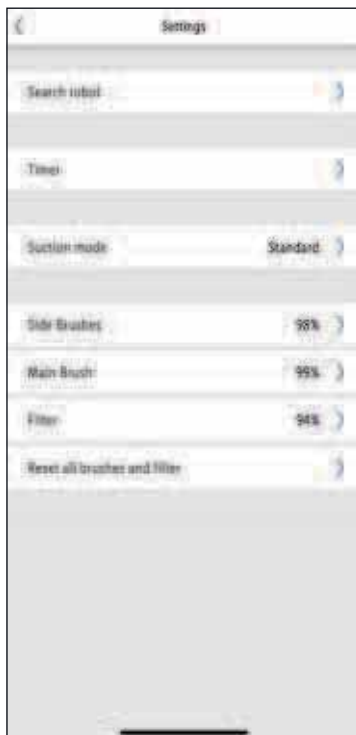 Settings
Search robot
Timer
Suction mode Standard
Side Brushes 98%
Main Brush 99%
Filter 94%
Reset all brushes and filter